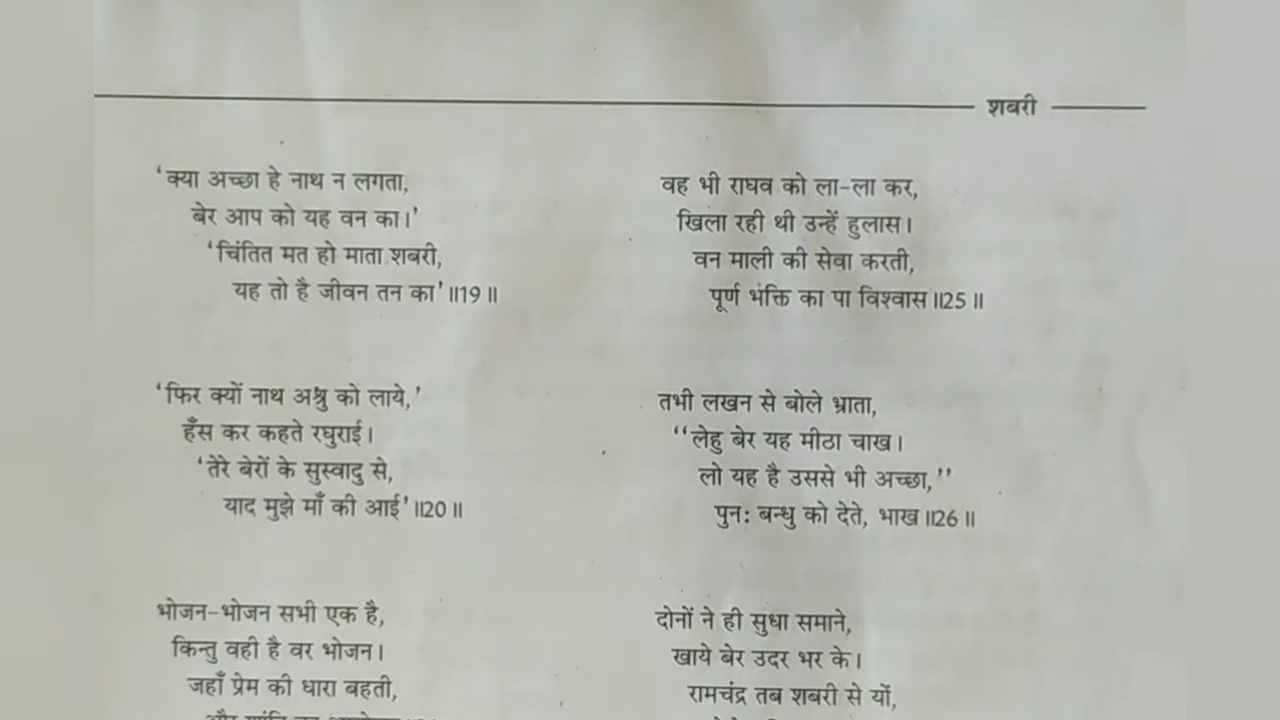 शबरी
'क्या अच्छा हे नाथ न लगता,
बेर आप को यह वन का।'
'चिंतित मत हो माता शबरी,
यह तो है जीवन तन का'॥19॥
'फिर क्यों नाथ अश्रु को लाये,'
हँस कर कहते रघुराई।
'तेरे बेरों के सुस्वादु से,
याद मुझे माँ की आई'॥20॥
भोजन-भोजन सभी एक है,
किन्तु वही है वर भोजन।
जहाँ प्रेम की धारा बहती,
वह भी राघव को ला-ला कर,
खिला रही थी उन्हें हुलास।
वन माली की सेवा करती,
पूर्ण भंक्ति का पा विश्वास॥25॥
तभी लखन से बोले भ्राता,
"लेहु बेर यह मीठा चाख।
लो यह है उससे भी अच्छा,"
पुनः बन्धु को देते, भाख॥26॥
दोनों ने ही सुधा समाने,
खाये बेर उदर भर के।
रामचंद्र तब शबरी से यों,